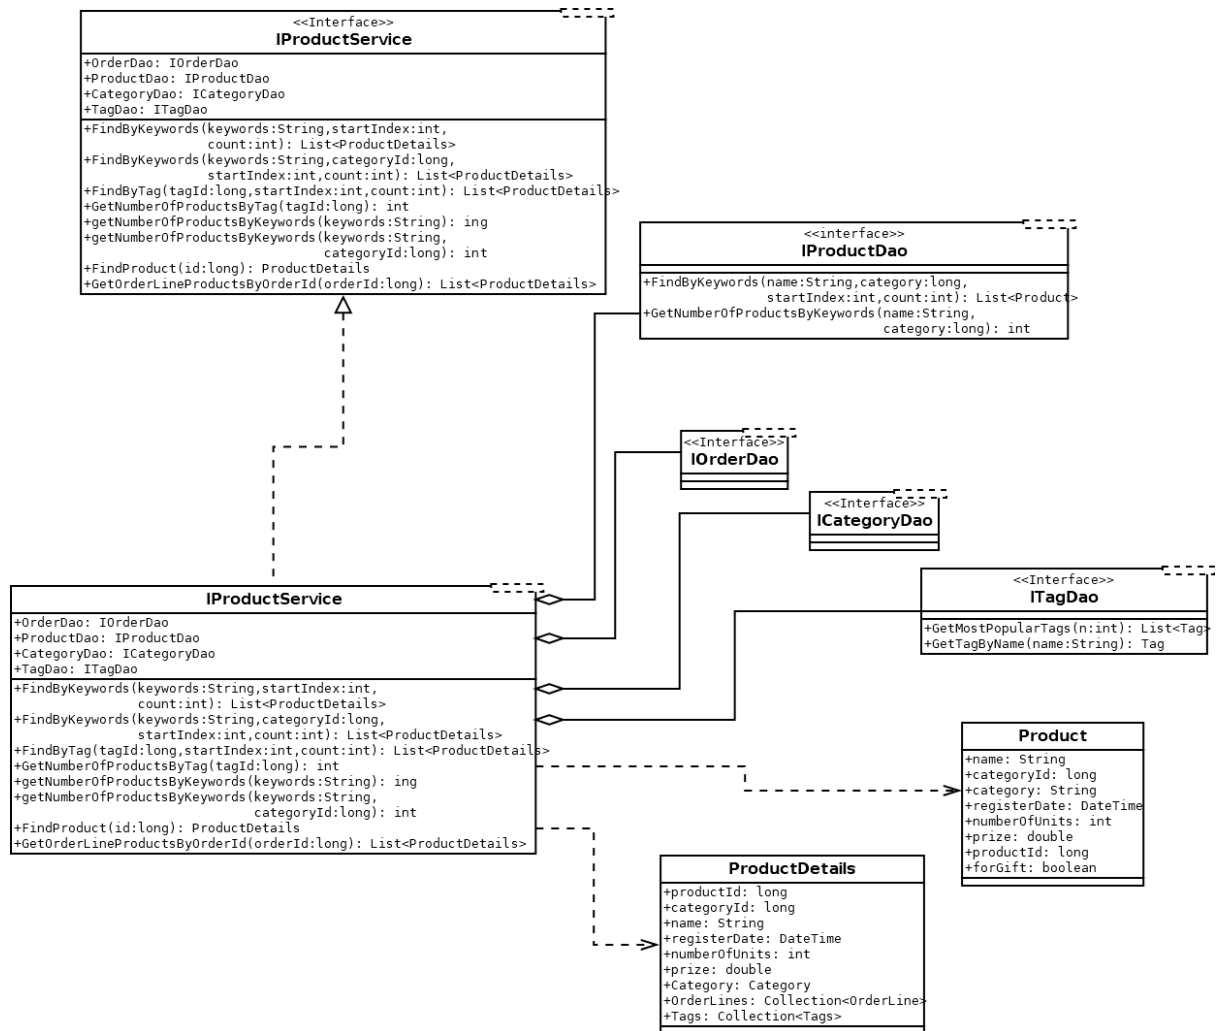 <<Interface>>
IProductService
+OrderDao: IOrderDao
+ProductDao: IProductDao
+CategoryDao: ICategoryDao
+TagDao: ITagDao
+FindByKeywords(keywords:String,startIndex:int,
count:int): List<ProductDetails>
+FindByKeywords(keywords:String,categoryId:long,
startIndex:int,count:int): List<ProductDetails>
+FindByTag(tagId:long,startIndex:int,count:int): List<ProductDetails>
+GetNumberOfProductsByTag(tagId:long): int
+getNumberOfProductsByKeywords(keywords:String): ing
+getNumberOfProductsByKeywords(keywords:String,
categoryId:long): int
+FindProduct(id:long): ProductDetails
+GetOrderLineProductsByOrderId(orderId:long): List<ProductDetails>
<<interface>>
IProductDao
+FindByKeywords(name:String,category:long,
startIndex:int,count:int): List<Product>
+GetNumberOfProductsByKeywords(name:String,
category:long): int
<<Interface>>
IOrderDao
<<Interface>>
ICategoryDao
<<Interface>>
ITagDao
+GetMostPopularTags(n:int): List<Tag>
+GetTagByName(name:String): Tag
IProductService
+OrderDao: IOrderDao
+ProductDao: IProductDao
+CategoryDao: ICategoryDao
+TagDao: ITagDao
+FindByKeywords(keywords:String,startIndex:int,
count:int): List<ProductDetails>
+FindByKeywords(keywords:String,categoryId:long,
startIndex:int,count:int): List<ProductDetails>
+FindByTag(tagId:long,startIndex:int,count:int): List<ProductDetails>
+GetNumberOfProductsByTag(tagId:long): int
+getNumberOfProductsByKeywords(keywords:String): ing
+getNumberOfProductsByKeywords(keywords:String,
categoryId:long): int
+FindProduct(id:long): ProductDetails
+GetOrderLineProductsByOrderId(orderId:long): List<ProductDetails>
Product
+name: String
+categoryId: long
+category: String
+registerDate: DateTime
+numberOfUnits: int
+prize: double
+productId: long
+forGift: boolean
ProductDetails
+productId: long
+categoryId: long
+name: String
+registerDate: DateTime
+numberOfUnits: int
+prize: double
+Category: Category
+OrderLines: Collection<OrderLine>
+Tags: Collection<Tags>